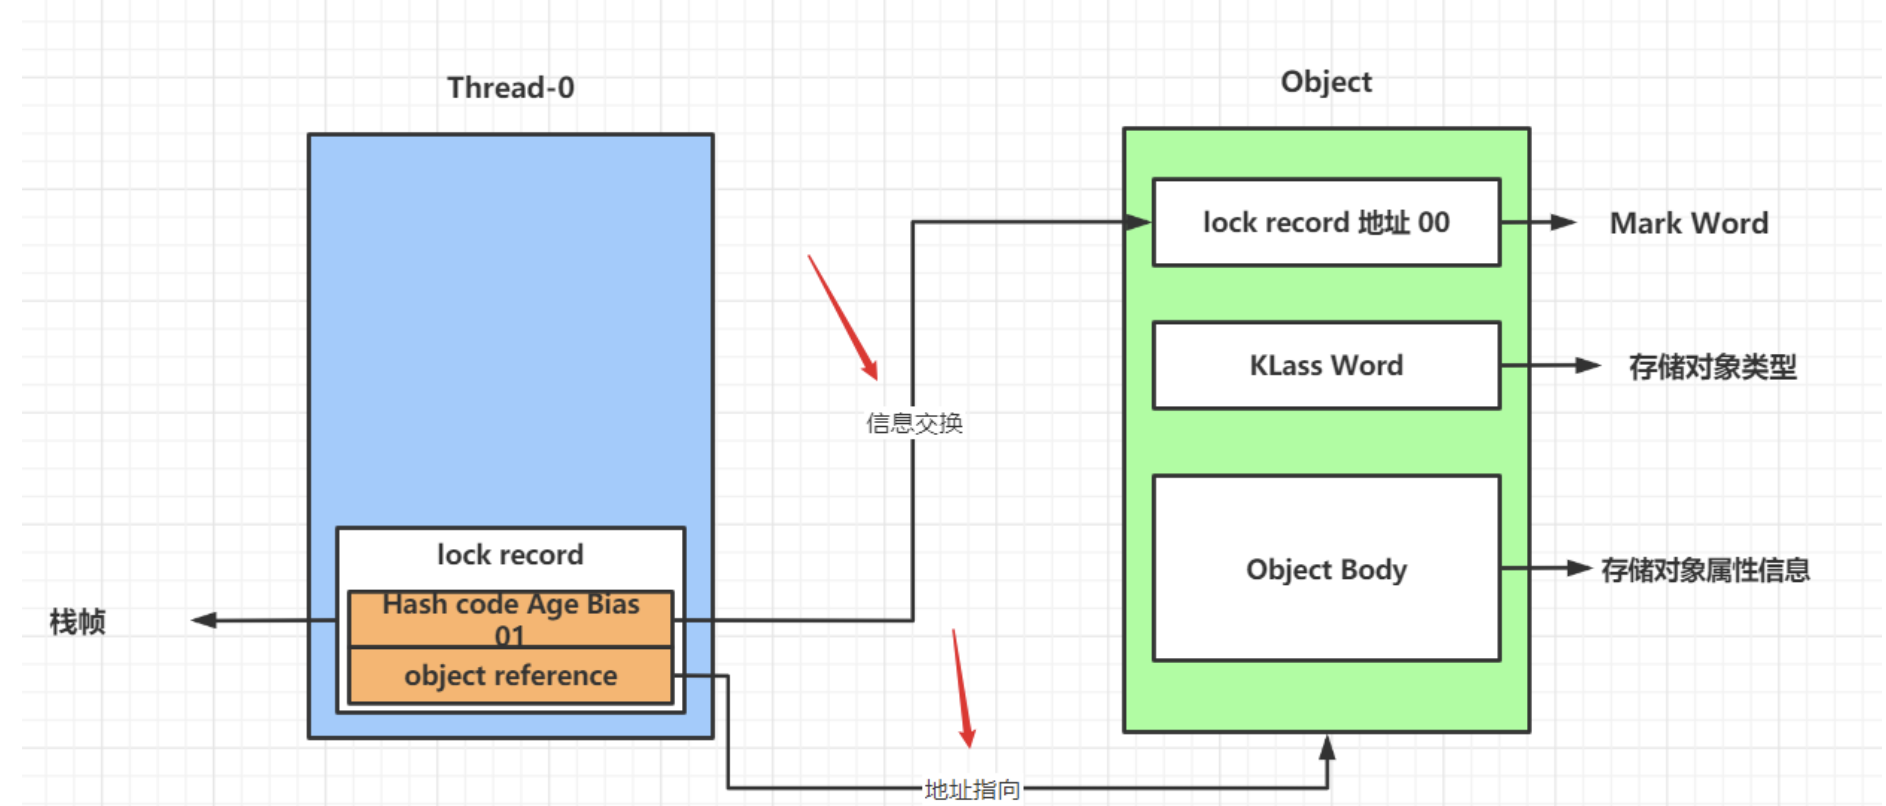 Thread-0
Object
lock record 地址 00
Mark Word
KLass Word
存储对象类型
信息交换
lock record
Hash code Age Bias
01
object reference
栈帧
Object Body
存储对象属性信息
地址指向